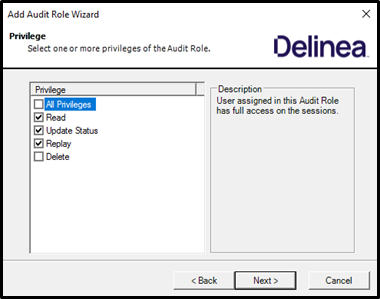 Add Audit Role Wizard
Privilege
Select one or more privileges of the Audit Role.
Delinea
Privilege
All Privileges
Read
Update Status
Replay
Delete
Description
User assigned in this Audit Role
has full access on the sessions.
< Back
Next >
Cancel